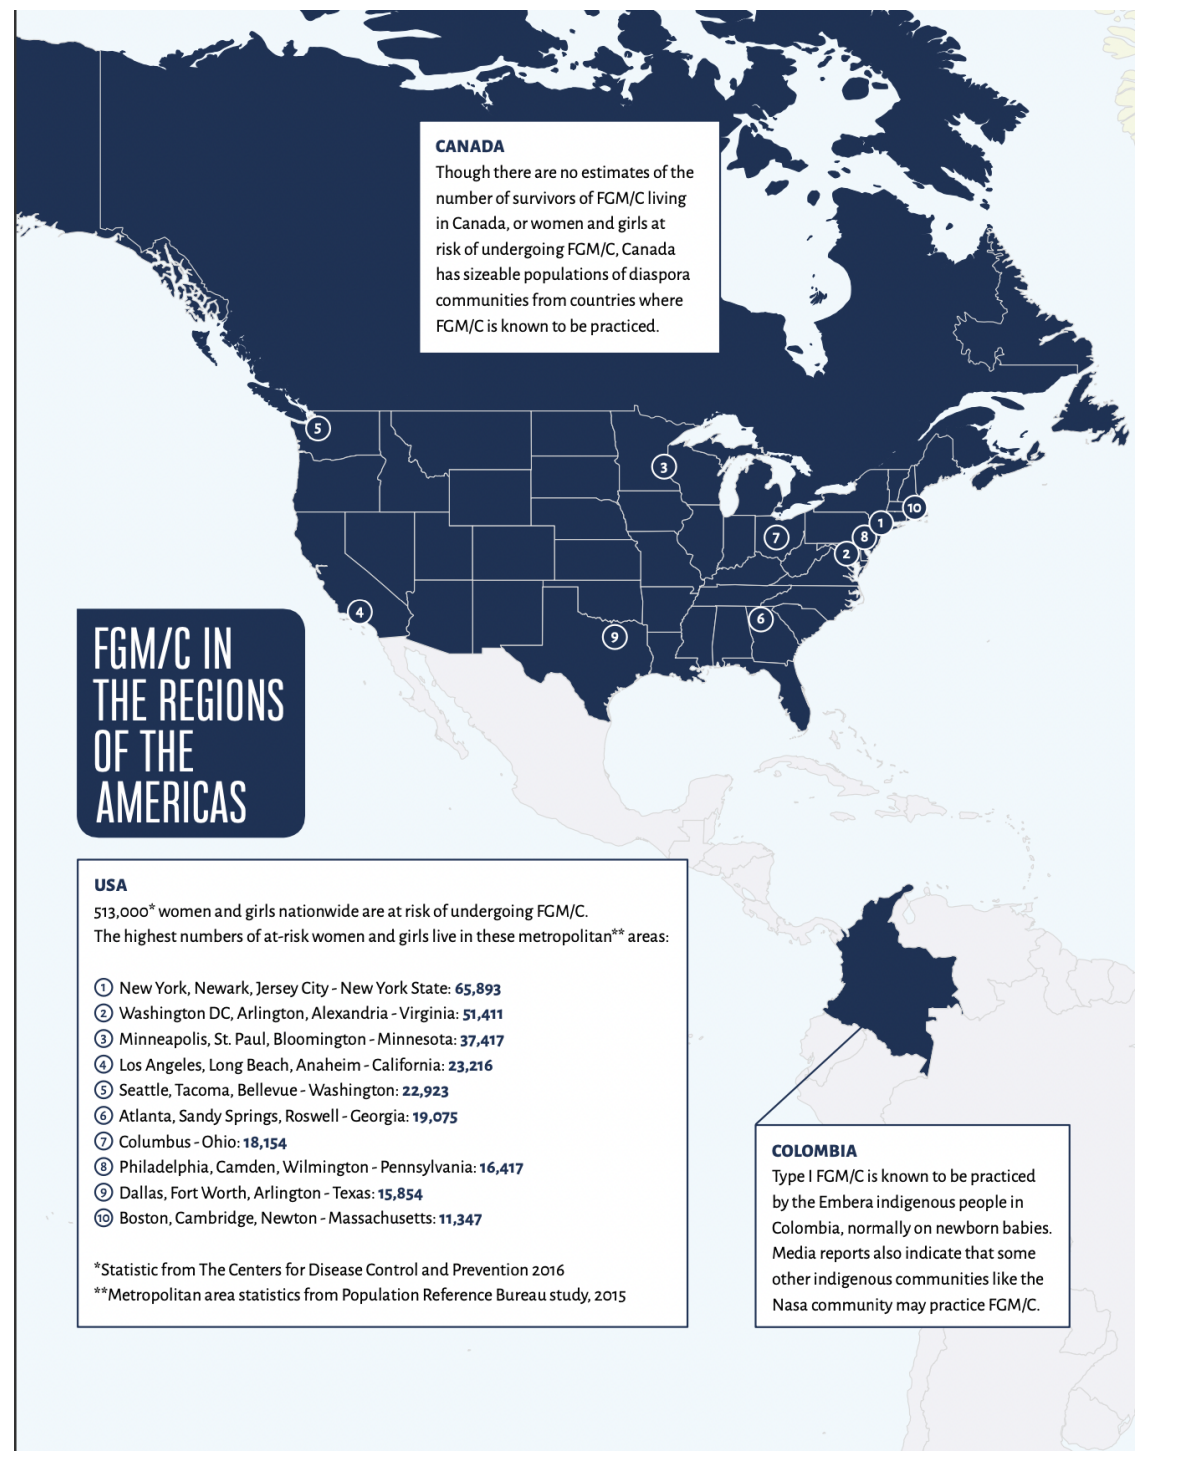 CANADA
Though there are no estimates of the
number of survivors of FGM/C living
in Canada, or women and girls at
risk of undergoing FGM/C, Canada
has sizeable populations of diaspora
communities from countries where
FGM/C is known to be practiced.
5
3
10
1
8
7
2
4
6
9
FGM/C IN
THE REGIONS
OF THE
AMERICAS
USA
513,000* women and girls nationwide are at risk of undergoing FGM/C.
The highest numbers of at-risk women and girls live in these metropolitan** areas:
1 New York, Newark, Jersey City - New York State: 65,893
2 Washington DC, Arlington, Alexandria - Virginia: 51,411
3 Minneapolis, St. Paul, Bloomington - Minnesota: 37,417
4 Los Angeles, Long Beach, Anaheim - California: 23,216
5 Seattle, Tacoma, Bellevue - Washington: 22,923
6 Atlanta, Sandy Springs, Roswell - Georgia: 19,075
7 Columbus - Ohio: 18,154
8 Philadelphia, Camden, Wilmington - Pennsylvania: 16,417
9 Dallas, Fort Worth, Arlington - Texas: 15,854
10 Boston, Cambridge, Newton - Massachusetts: 11,347
*Statistic from The Centers for Disease Control and Prevention 2016
**Metropolitan area statistics from Population Reference Bureau study, 2015
COLOMBIA
Type I FGM/C is known to be practiced
by the Embera indigenous people in
Colombia, normally on newborn babies.
Media reports also indicate that some
other indigenous communities like the
Nasa community may practice FGM/C.